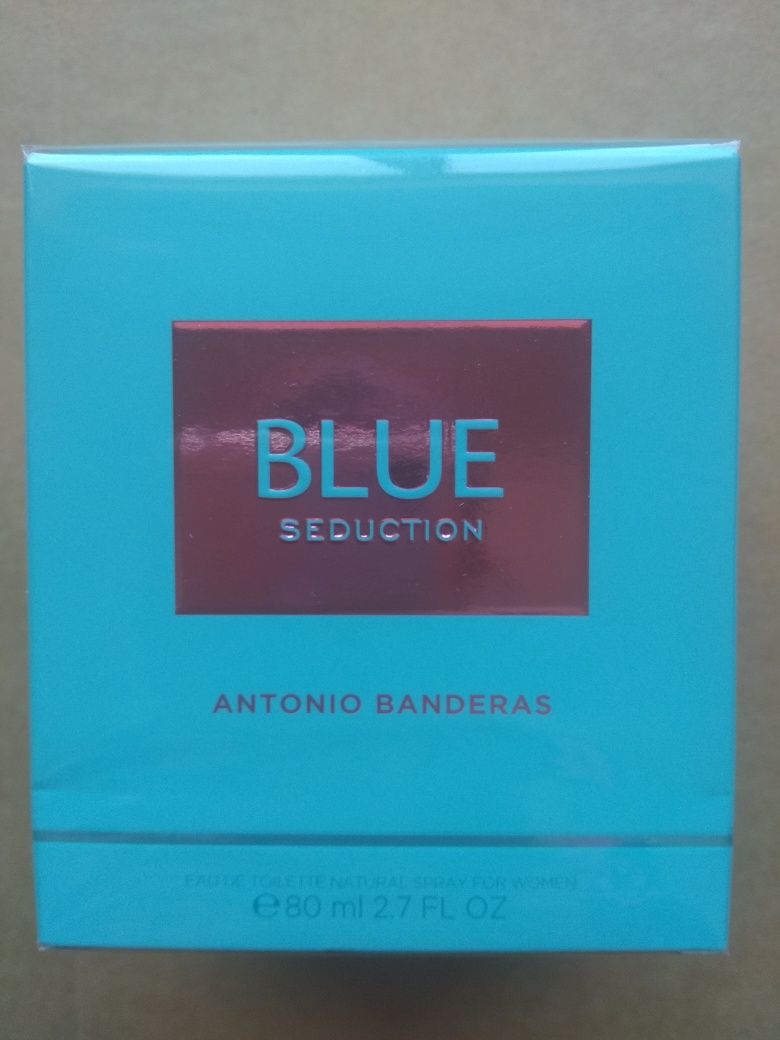 BLUE
SEDUCTION
ANTONIO BANDERAS
EAU DE TOILETTE NATURAL SPRAY FOR WOMEN
℮80 ml 2.7 FL OZ